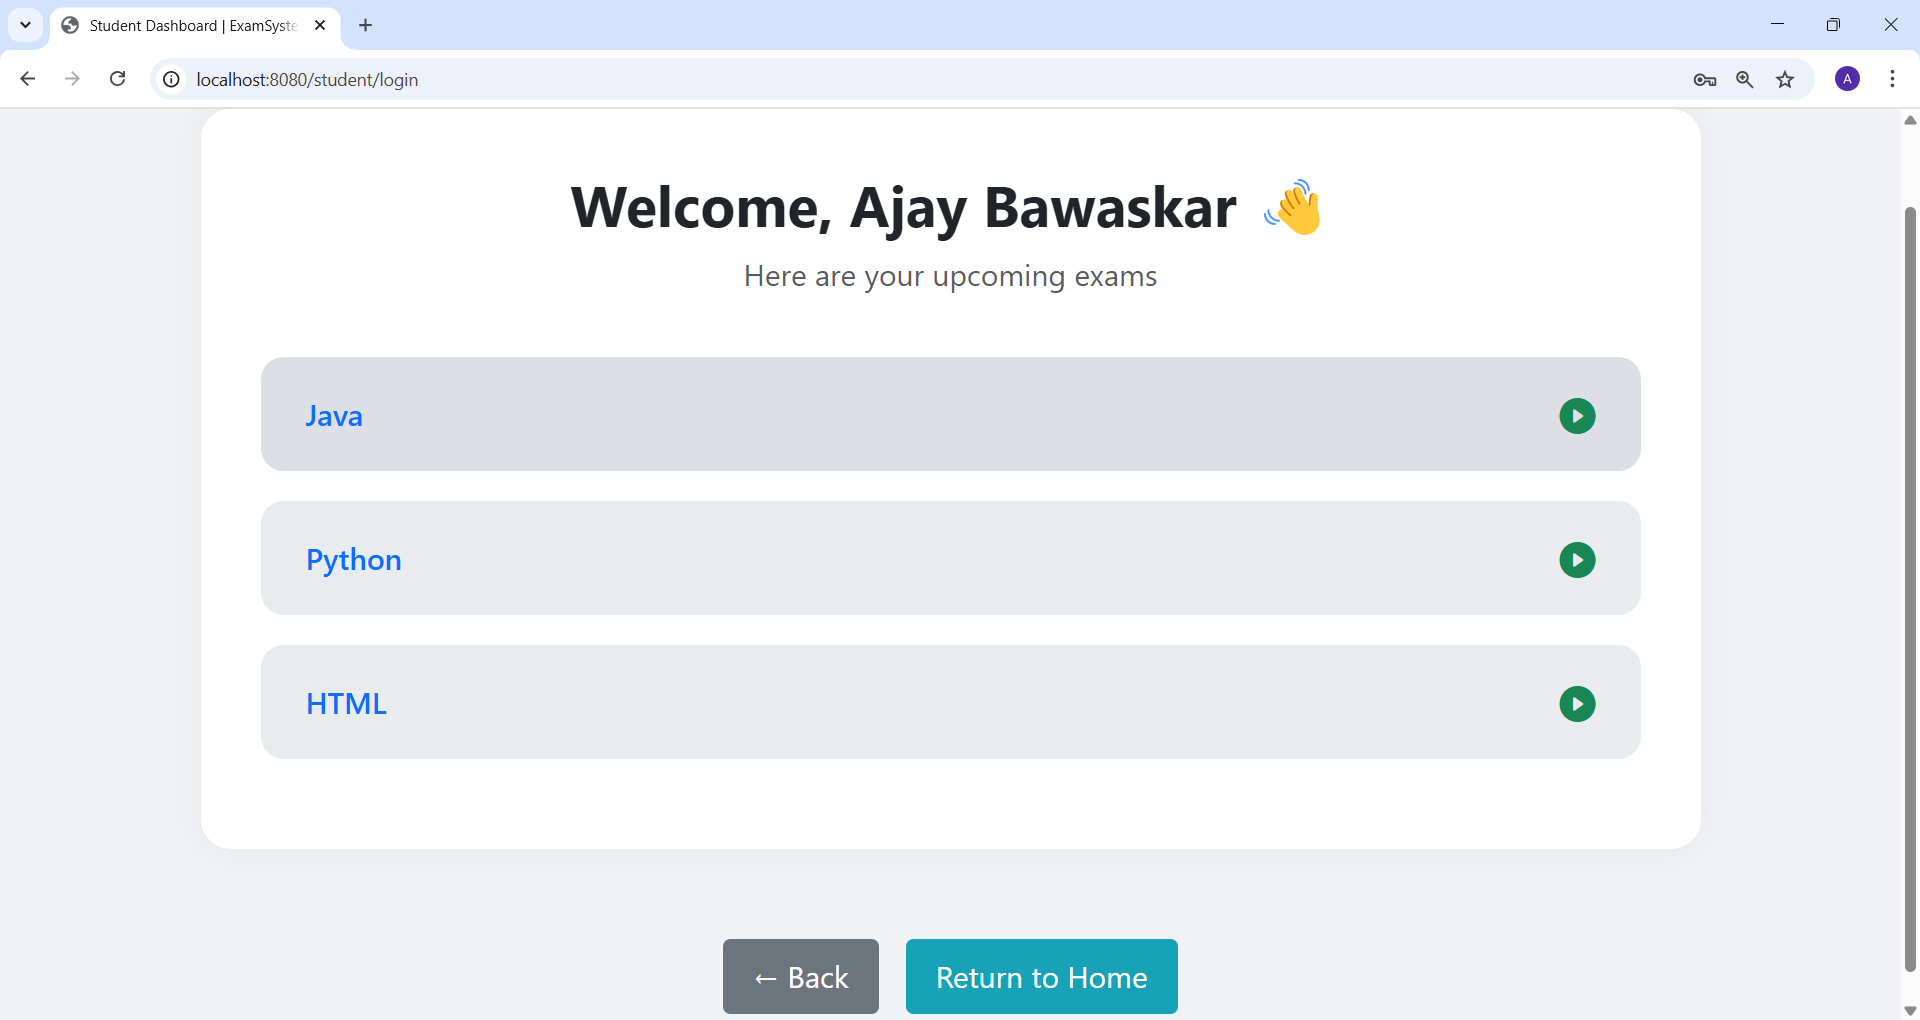 Student Dashboard | ExamSyste
localhost:8080/student/login
A
Welcome, Ajay Bawaskar 👋
Here are your upcoming exams
Java
Python
HTML
← Back
Return to Home